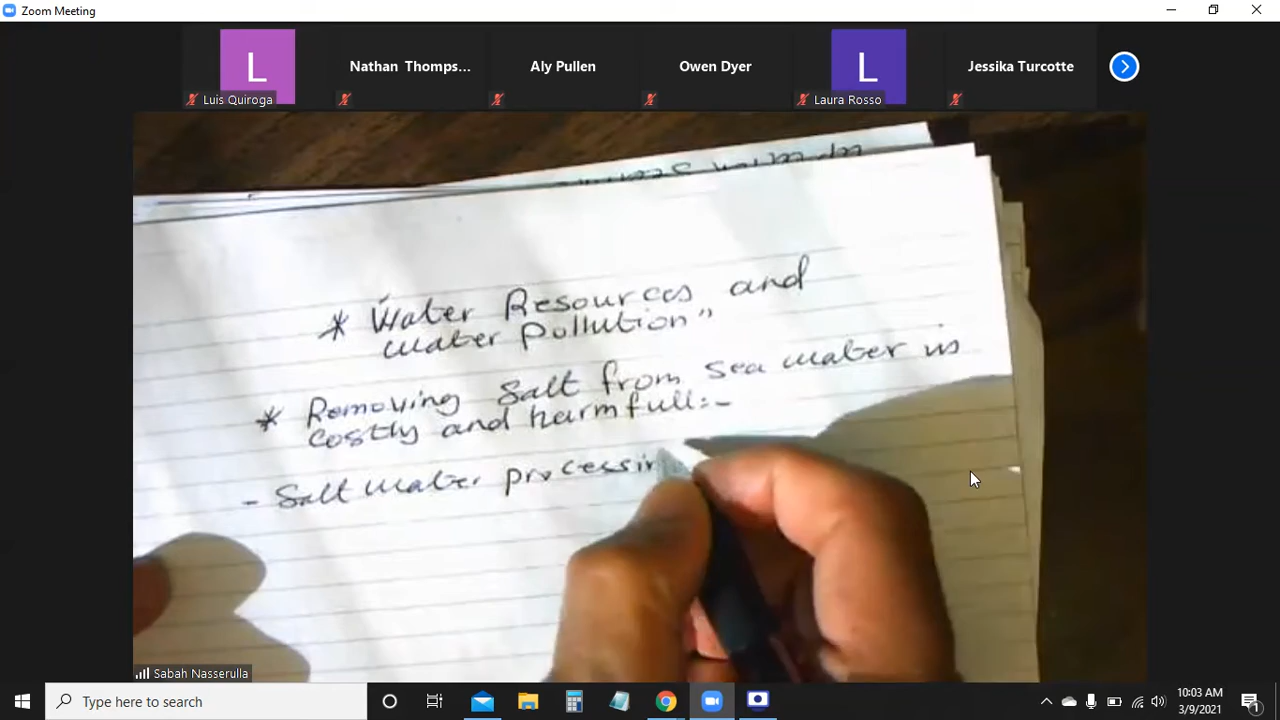 Zoom Meeting
L
Luis Quiroga
Nathan Thomps...
Aly Pullen
Owen Dyer
L
Laura Rosso
Jessika Turcotte
* "Water Resources and
water Pollution"
* Removing Salt from sea water is
costly and harmfull:-
- Salt water processin
Sabah Nasserulla
Type here to search
10:03 AM
3/9/2021
1